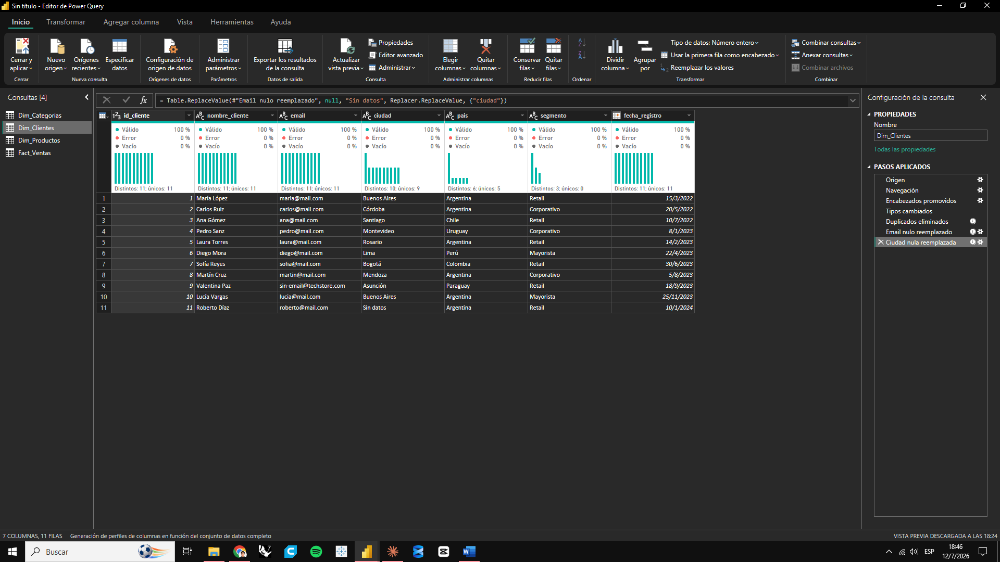 Sin título - Editor de Power Query
Inicio Transformar Agregar columna Vista Herramientas Ayuda
Cerrar y aplicar
Cerrar
Nuevo origen
Orígenes recientes
Especificar datos
Nueva consulta
Configuración de origen de datos
Orígenes de datos
Administrar parámetros
Parámetros
Exportar los resultados de la consulta
Datos de salida
Actualizar vista previa
Propiedades
Editor avanzado
Administrar
Consulta
Elegir columnas
Quitar columnas
Administrar columnas
Conservar filas
Quitar filas
Reducir filas
Ordenar
Dividir columna
Agrupar por
Tipo de datos: Número entero
Usar la primera fila como encabezado
Reemplazar los valores
Transformar
Combinar consultas
Anexar consultas
Combinar archivos
Combinar
Consultas [4]
Dim_Categorias
Dim_Clientes
Dim_Productos
Fact_Ventas
fx = Table.ReplaceValue(#"Email nulo reemplazado", null, "Sin datos", Replacer.ReplaceValue, {"ciudad"})
id_cliente nombre_cliente email ciudad pais segmento fecha_registro
Válido 100 % Válido 100 % Válido 100 % Válido 100 % Válido 100 % Válido 100 % Válido 100 %
Error 0 % Error 0 % Error 0 % Error 0 % Error 0 % Error 0 % Error 0 %
Vacío 0 % Vacío 0 % Vacío 0 % Vacío 0 % Vacío 0 % Vacío 0 % Vacío 0 %
Distintos: 11; únicos: 11 Distintos: 11; únicos: 11 Distintos: 11; únicos: 11 Distintos: 10; únicos: 9 Distintos: 6; únicos: 5 Distintos: 3; únicos: 0 Distintos: 11; únicos: 11
1 1 María López maria@mail.com Buenos Aires Argentina Retail 15/3/2022
2 2 Carlos Ruiz carlos@mail.com Córdoba Argentina Corporativo 20/5/2022
3 3 Ana Gómez ana@mail.com Santiago Chile Retail 10/7/2022
4 4 Pedro Sanz pedro@mail.com Montevideo Uruguay Corporativo 8/1/2023
5 5 Laura Torres laura@mail.com Rosario Argentina Retail 14/2/2023
6 6 Diego Mora diego@mail.com Lima Perú Mayorista 22/4/2023
7 7 Sofía Reyes sofia@mail.com Bogotá Colombia Retail 30/6/2023
8 8 Martín Cruz martin@mail.com Mendoza Argentina Corporativo 5/8/2023
9 9 Valentina Paz sin-email@techstore.com Asunción Paraguay Retail 18/9/2023
10 10 Lucía Vargas lucia@mail.com Buenos Aires Argentina Mayorista 25/11/2023
11 11 Roberto Díaz roberto@mail.com Sin datos Argentina Retail 10/1/2024
Configuración de la consulta
PROPIEDADES
Nombre
Dim_Clientes
Todas las propiedades
PASOS APLICADOS
Origen
Navegación
Encabezados promovidos
Tipos cambiados
Duplicados eliminados
Email nulo reemplazado
Ciudad nula reemplazada
7 COLUMNAS, 11 FILAS Generación de perfiles de columnas en función del conjunto de datos completo VISTA PREVIA DESCARGADA A LAS 18:24
Buscar
ESP
18:46
12/7/2026